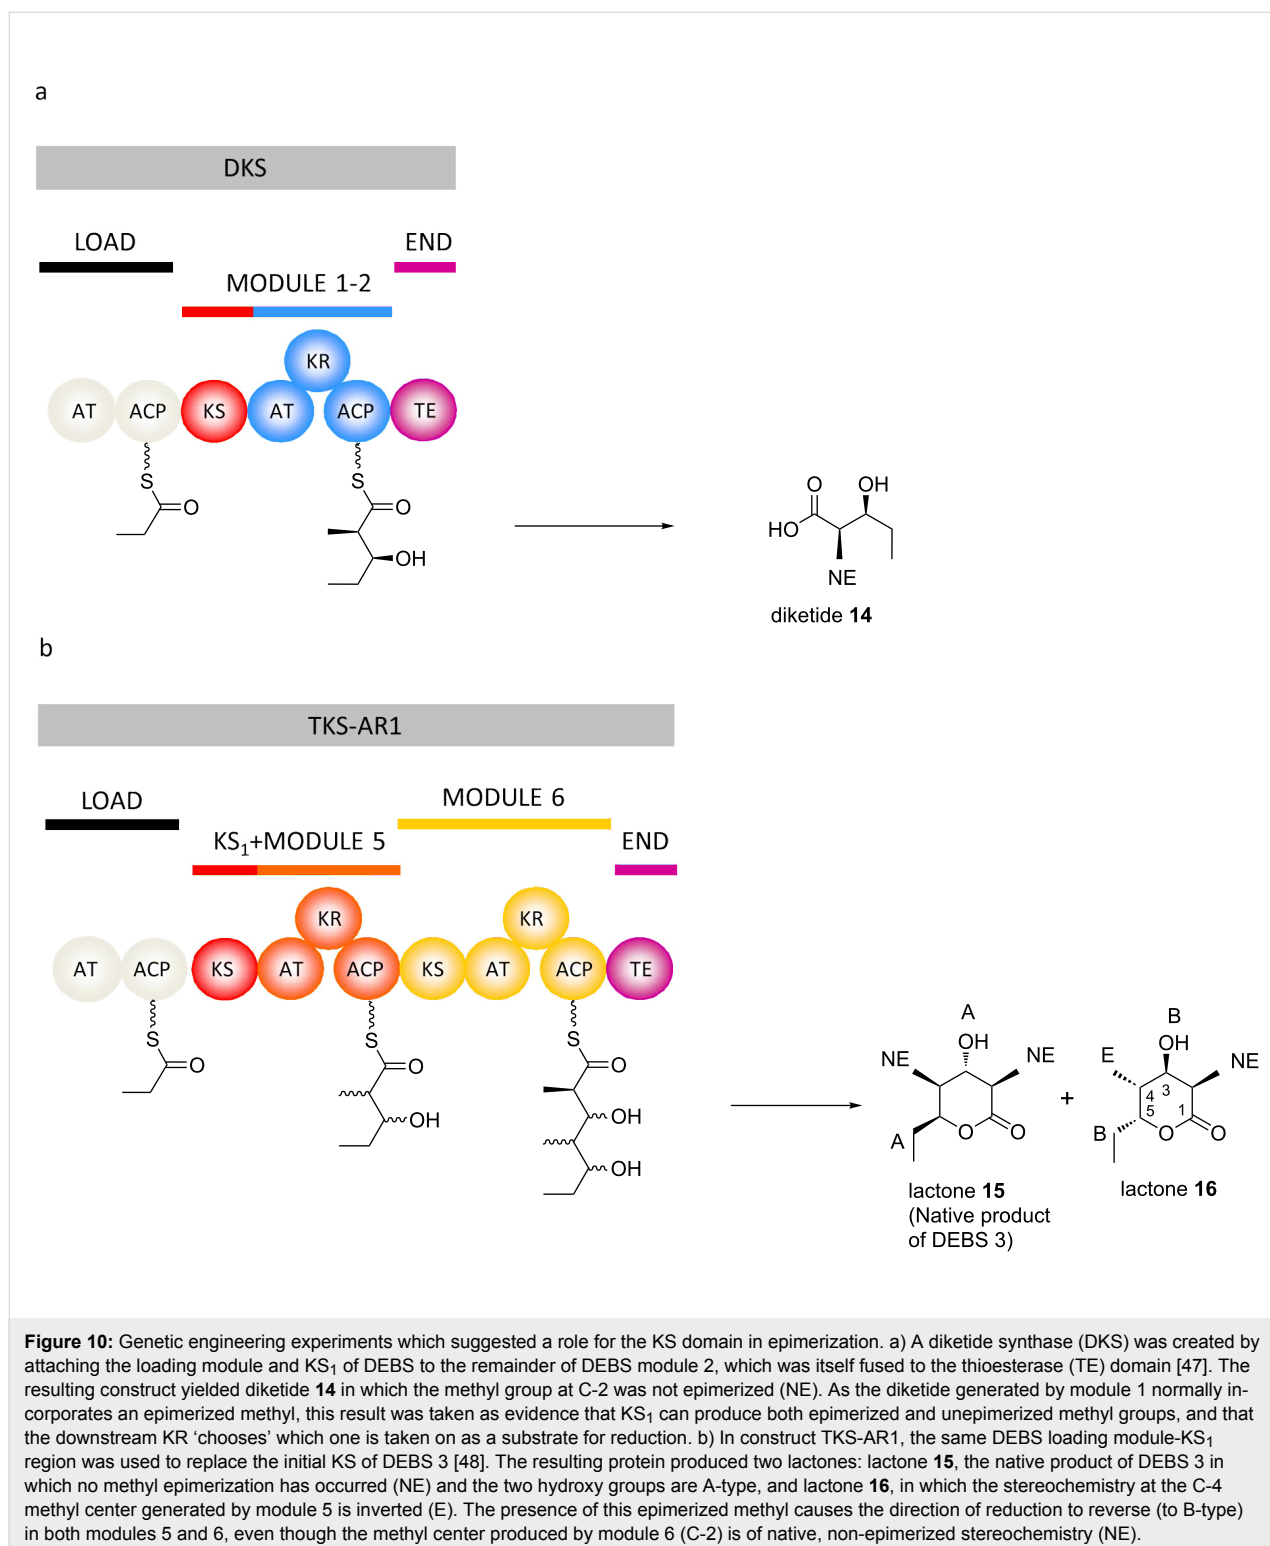 a
DKS
LOAD
END
MODULE 1-2
KR
AT
ACP
KS
AT
ACP
TE
S
O
S
O
OH
O
OH
HO
NE
diketide 14
b
TKS-AR1
LOAD
MODULE 6
KS1+MODULE 5
END
KR
KR
AT
ACP
KS
AT
ACP
KS
AT
ACP
TE
S
O
S
O
OH
S
O
OH
OH
A
OH
NE
NE
A
O
O
lactone 15
(Native product
of DEBS 3)
+
B
OH
E
NE
4
3
5
1
B
O
O
lactone 16
Figure 10: Genetic engineering experiments which suggested a role for the KS domain in epimerization. a) A diketide synthase (DKS) was created by
attaching the loading module and KS1 of DEBS to the remainder of DEBS module 2, which was itself fused to the thioesterase (TE) domain [47]. The
resulting construct yielded diketide 14 in which the methyl group at C-2 was not epimerized (NE). As the diketide generated by module 1 normally in-
corporates an epimerized methyl, this result was taken as evidence that KS1 can produce both epimerized and unepimerized methyl groups, and that
the downstream KR ‘chooses’ which one is taken on as a substrate for reduction. b) In construct TKS-AR1, the same DEBS loading module-KS1
region was used to replace the initial KS of DEBS 3 [48]. The resulting protein produced two lactones: lactone 15, the native product of DEBS 3 in
which no methyl epimerization has occurred (NE) and the two hydroxy groups are A-type, and lactone 16, in which the stereochemistry at the C-4
methyl center generated by module 5 is inverted (E). The presence of this epimerized methyl causes the direction of reduction to reverse (to B-type)
in both modules 5 and 6, even though the methyl center produced by module 6 (C-2) is of native, non-epimerized stereochemistry (NE).